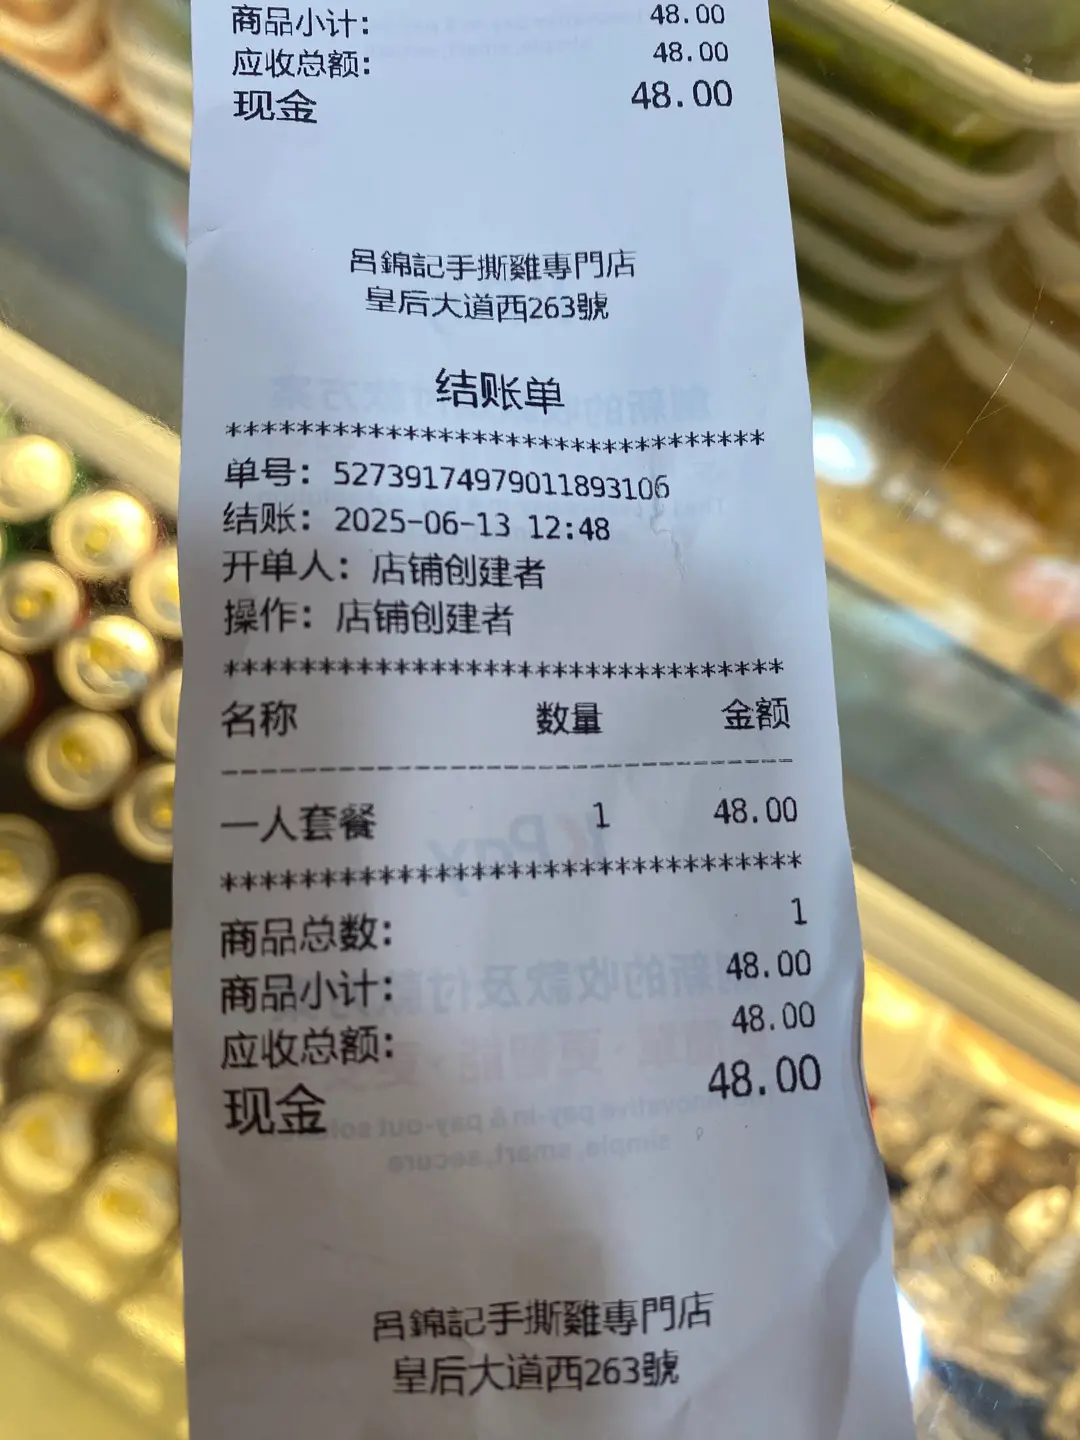 商品小计: 48.00
应收总额: 48.00
现金 48.00
呂錦記手撕雞專門店
皇后大道西263號
结账单
*********************************
单号: 52739174979011893106
结账: 2025-06-13 12:48
开单人: 店铺创建者
操作: 店铺创建者
*********************************
名称 数量 金额
--------------------------------
一人套餐 1 48.00
*********************************
商品总数: 1
商品小计: 48.00
应收总额: 48.00
现金 48.00
呂錦記手撕雞專門店
皇后大道西263號